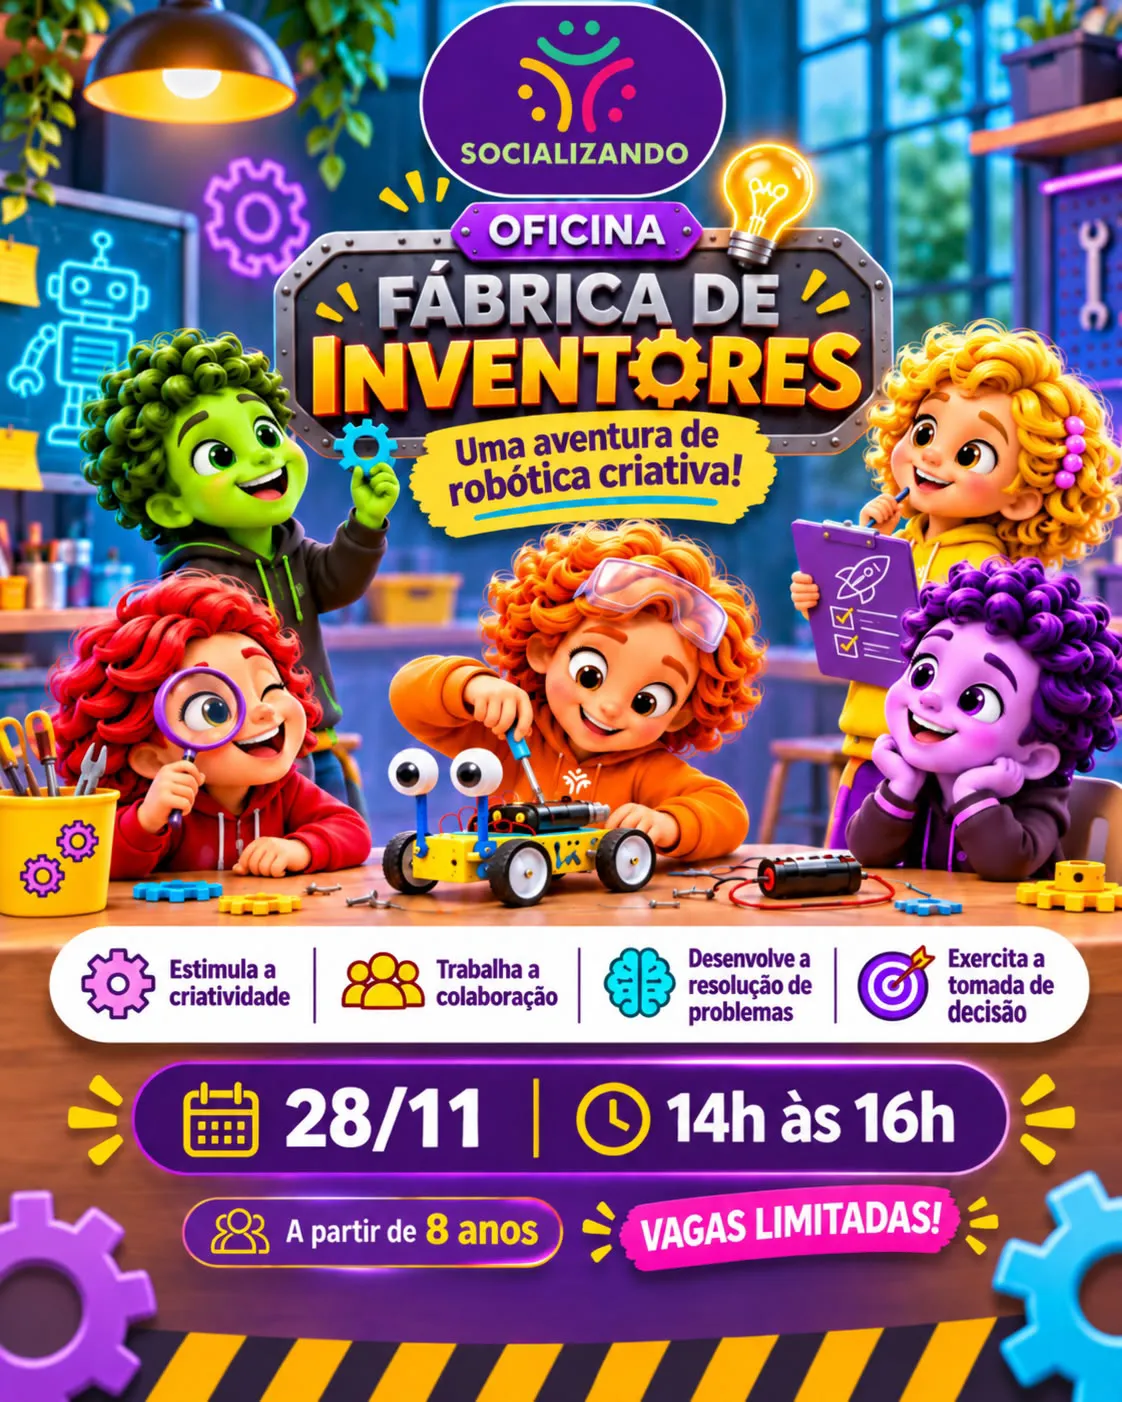 SOCIALIZANDO
OFICINA
FÁBRICA DE
INVENTORES
Uma aventura de
robótica criativa!
Estimula a
criatividade
Trabalha a
colaboração
Desenvolve a
resolução de
problemas
Exercita a
tomada de
decisão
28/11
14h às 16h
A partir de 8 anos
VAGAS LIMITADAS!